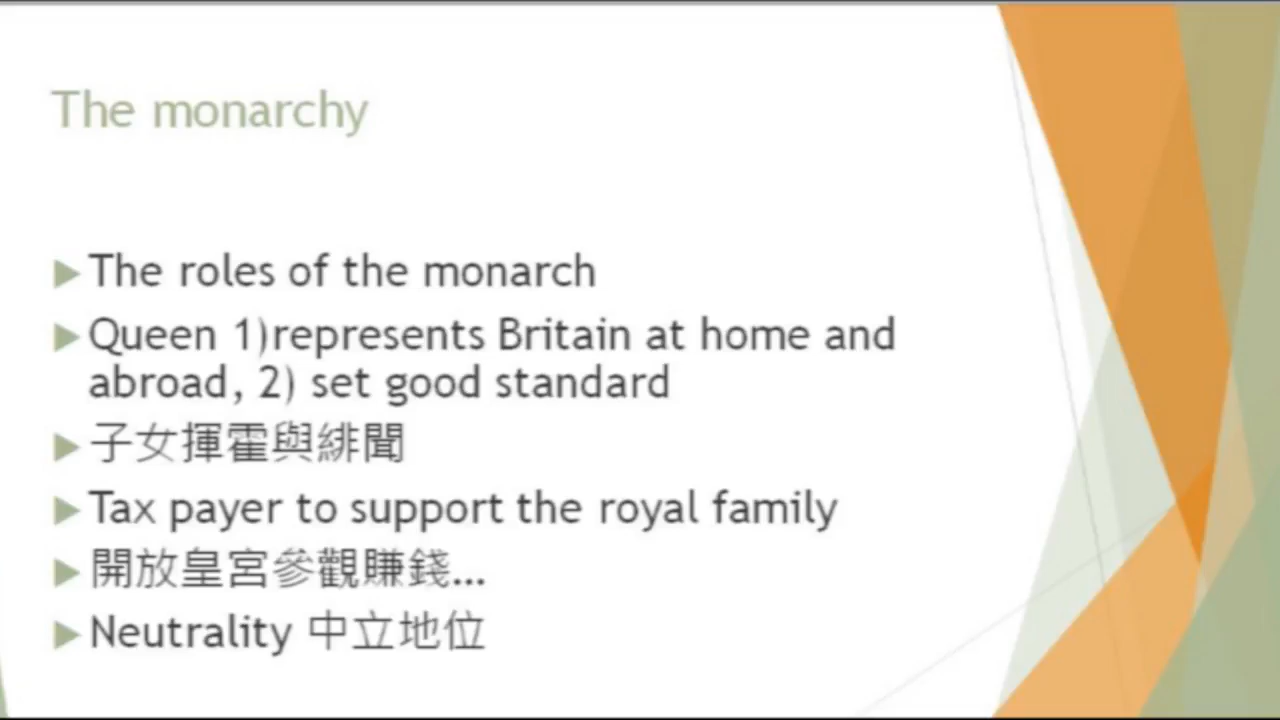 The monarchy
The roles of the monarch
Queen 1)represents Britain at home and
abroad, 2) set good standard
子女揮霍與緋聞
Tax payer to support the royal family
開放皇宮參觀賺錢…
Neutrality 中立地位